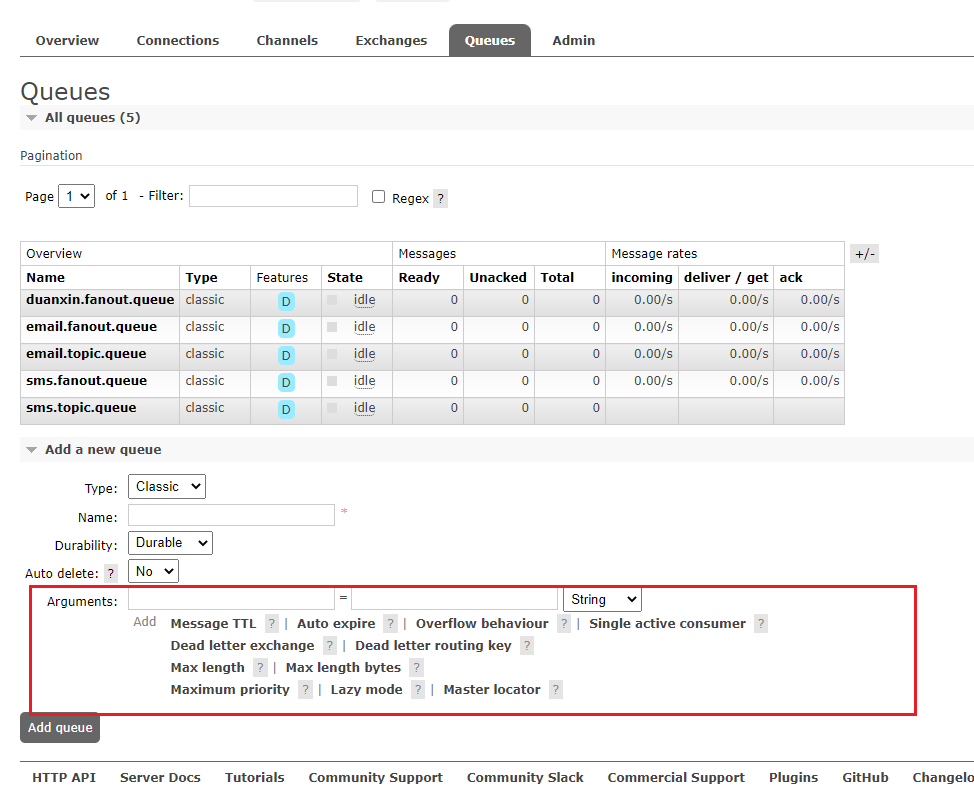 Overview Connections Channels Exchanges Queues Admin
Queues
All queues (5)
Pagination
Page 1 of 1 - Filter: Regex ?
Overview Messages Message rates +/-
Name Type Features State Ready Unacked Total incoming deliver / get ack
duanxin.fanout.queue classic D idle 0 0 0 0.00/s 0.00/s 0.00/s
email.fanout.queue classic D idle 0 0 0 0.00/s 0.00/s 0.00/s
email.topic.queue classic D idle 0 0 0 0.00/s 0.00/s 0.00/s
sms.fanout.queue classic D idle 0 0 0 0.00/s 0.00/s 0.00/s
sms.topic.queue classic D idle 0 0 0
Add a new queue
Type: Classic
Name: *
Durability: Durable
Auto delete: ? No
Arguments: = String
Add Message TTL ? | Auto expire ? | Overflow behaviour ? | Single active consumer ?
Dead letter exchange ? | Dead letter routing key ?
Max length ? | Max length bytes ?
Maximum priority ? | Lazy mode ? | Master locator ?
Add queue
HTTP API Server Docs Tutorials Community Support Community Slack Commercial Support Plugins GitHub Changelo